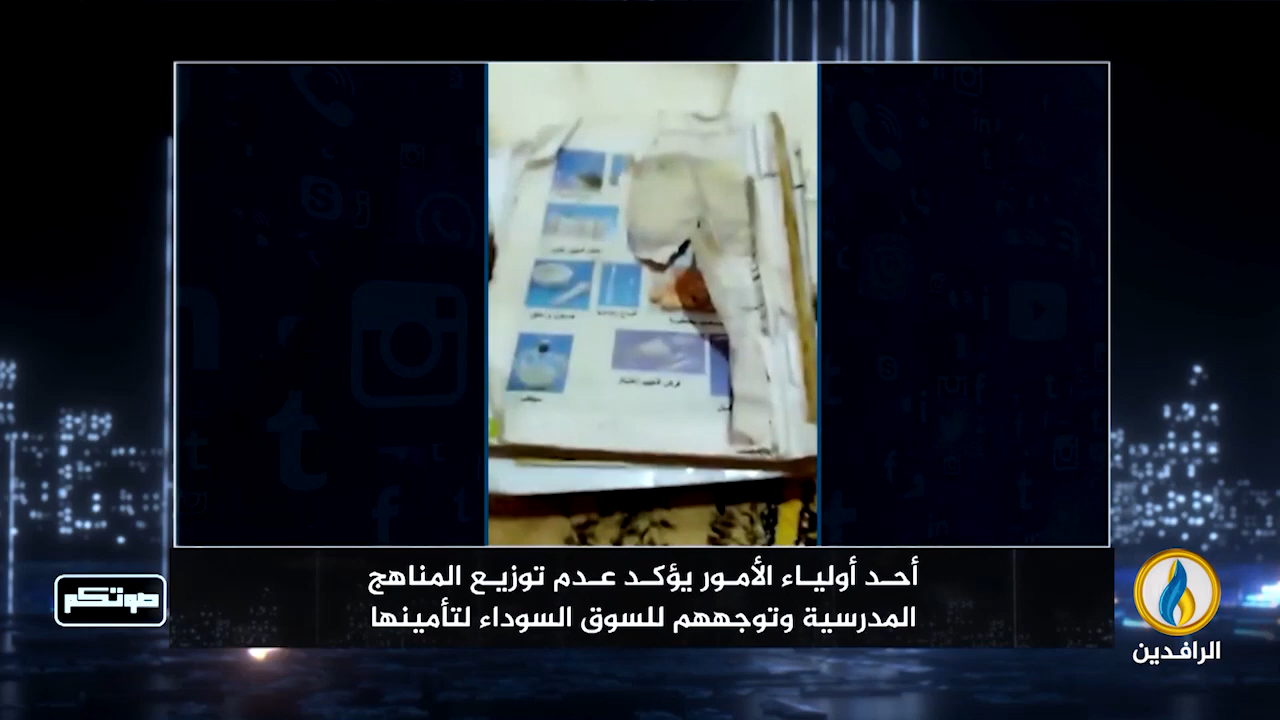 أحد أولياء الأمور يؤكد عدم توزيع المناهج
المدرسية وتوجههم للسوق السوداء لتأمينها
صوتكم
الرافدين